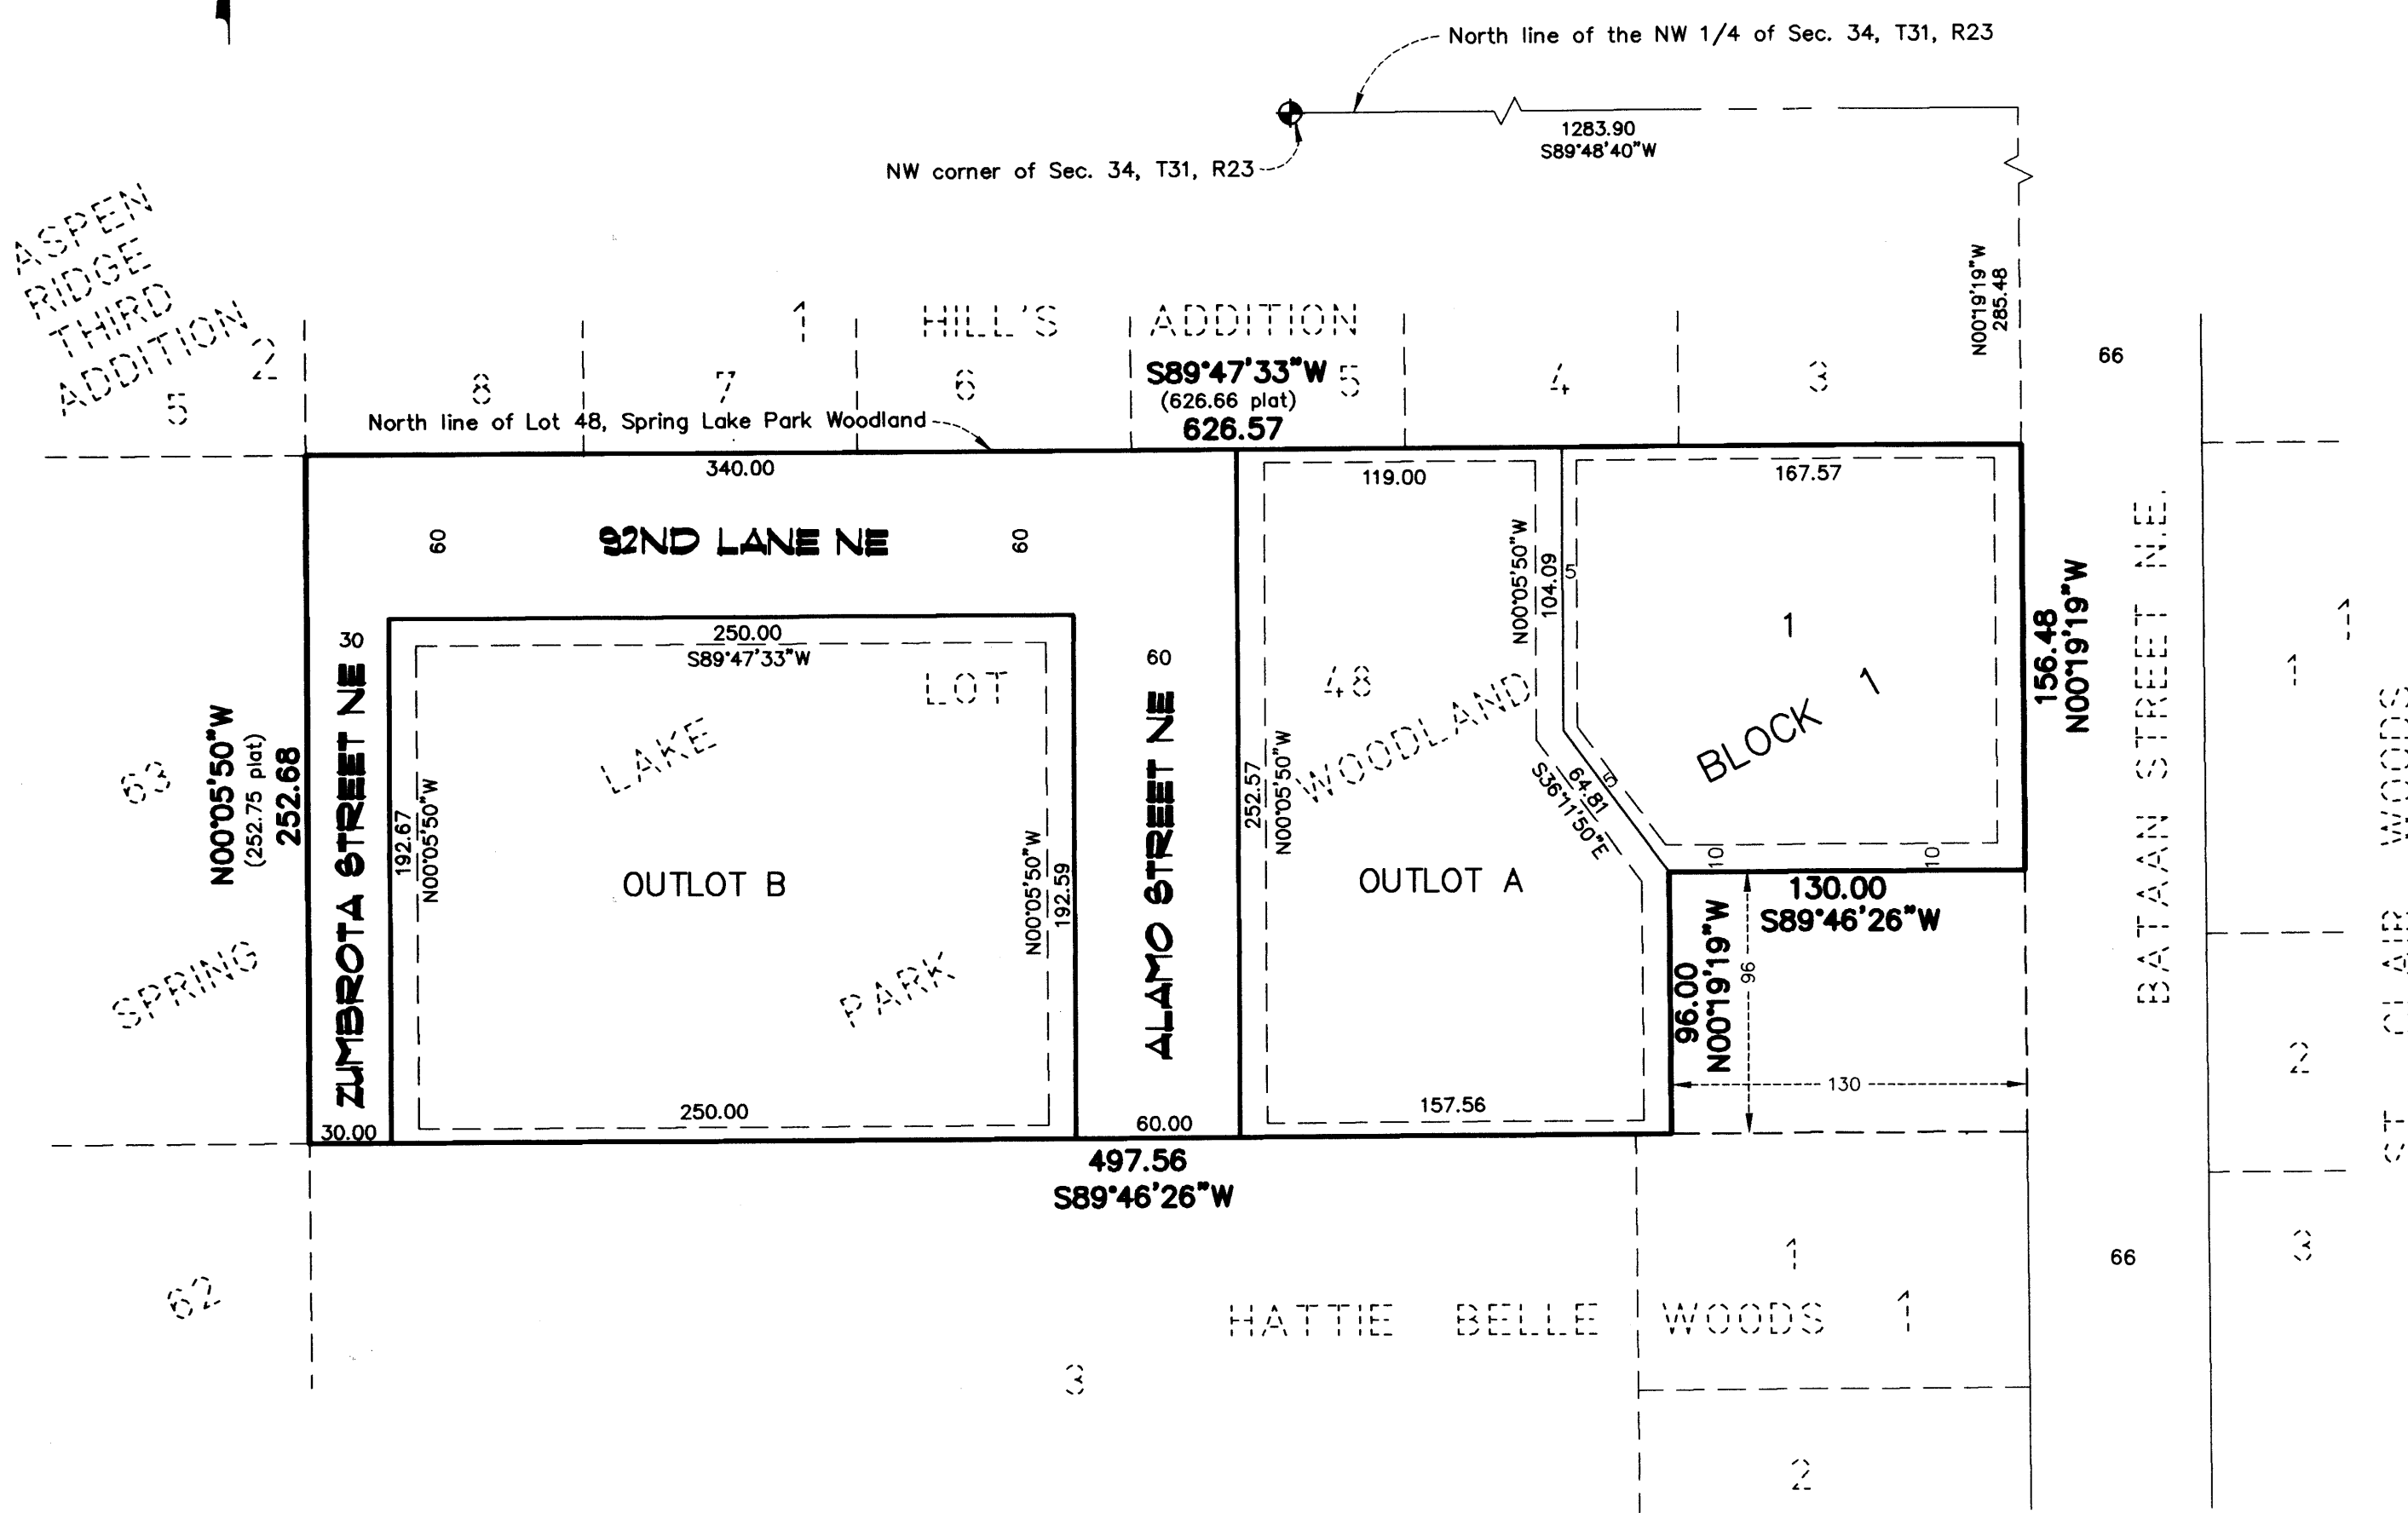 North line of the NW 1/4 of Sec. 34, T31, R23
1283.90
S89°48'40"W
NW corner of Sec. 34, T31, R23
N00°19'19"W
285.48
ASPEN
RIDGE
THIRD
ADDITION
2
5
1
HILL'S ADDITION
8
7
6
5
4
3
66
S89°47'33"W
(626.66 plat)
626.57
North line of Lot 48, Spring Lake Park Woodland
340.00
119.00
167.57
92ND LANE NE
60
60
N00°05'50"W
104.09
5
30
250.00
S89°47'33"W
60
LOT
48
1
BLOCK 1
156.48
N00°19'19"W
BATAAN STREET N.E.
1
1
ST. CLAIR WOODS
N00°05'50"W
(252.75 plat)
252.68
63
ZUMBROTA STREET NE
192.67
N00°05'50"W
LAKE
OUTLOT B
N00°05'50"W
192.59
ALAMO STREET NE
252.57
N00°05'50"W
WOODLAND
5
64.81
S36°11'50"E
OUTLOT A
10
10
130.00
S89°46'26"W
96.00
N00°19'19"W
96
130
SPRING
PARK
2
30.00
250.00
60.00
157.56
497.56
S89°46'26"W
62
1
66
3
HATTIE BELLE WOODS 1
3
2